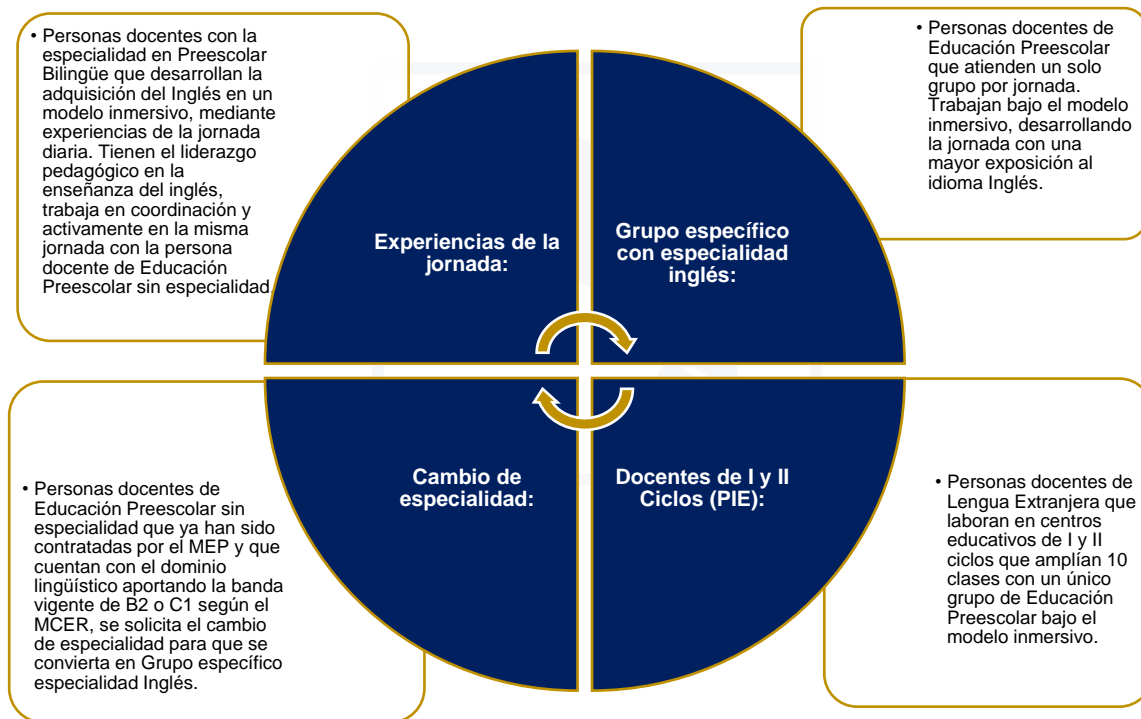 • Personas docentes con la
especialidad en Preescolar
Bilingüe que desarrollan la
adquisición del Inglés en un
modelo inmersivo, mediante
experiencias de la jornada
diaria. Tienen el liderazgo
pedagógico en la
enseñanza del inglés,
trabaja en coordinación y
activamente en la misma
jornada con la persona
docente de Educación
Preescolar sin especialidad.
Experiencias de la
jornada:
Grupo específico
con especialidad
inglés:
• Personas docentes de
Educación Preescolar
que atienden un solo
grupo por jornada.
Trabajan bajo el modelo
inmersivo, desarrollando
la jornada con una
mayor exposición al
idioma Inglés.
• Personas docentes de
Educación Preescolar sin
especialidad que ya han sido
contratadas por el MEP y que
cuentan con el dominio
lingüístico aportando la banda
vigente de B2 o C1 según el
MCER, se solicita el cambio
de especialidad para que se
convierta en Grupo específico
especialidad Inglés.
Cambio de
especialidad:
Docentes de I y II
Ciclos (PIE):
• Personas docentes de
Lengua Extranjera que
laboran en centros
educativos de I y II
ciclos que amplían 10
clases con un único
grupo de Educación
Preescolar bajo el
modelo inmersivo.